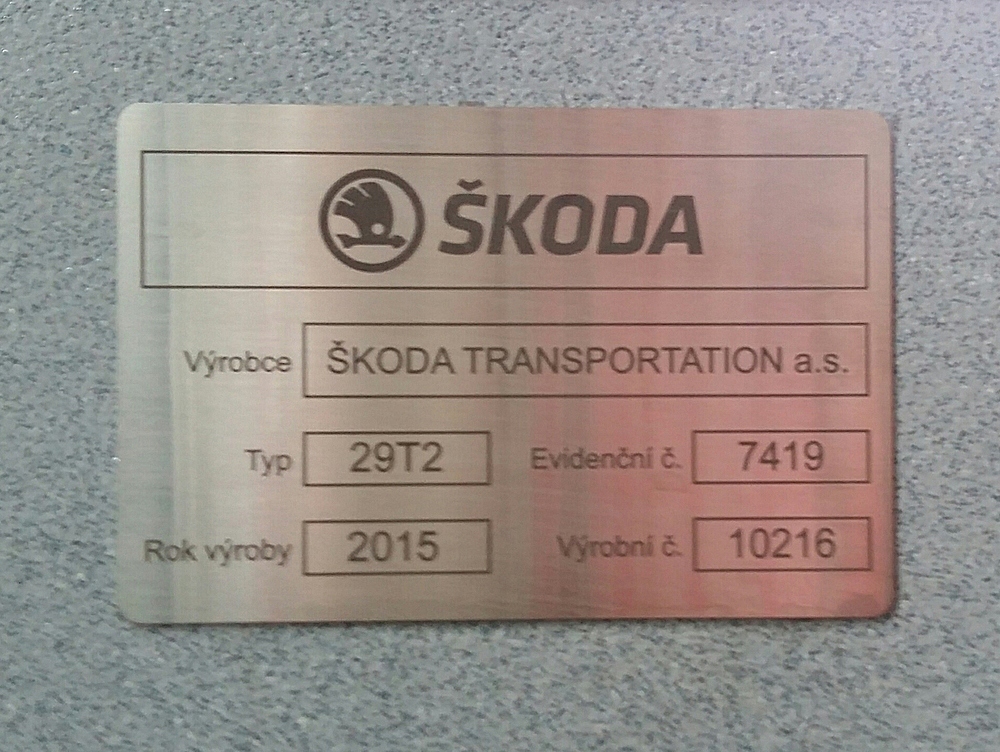 ŠKODA
Výrobce ŠKODA TRANSPORTATION a.s.
Typ 29T2 Evidenční č. 7419
Rok výroby 2015 Výrobní č. 10216